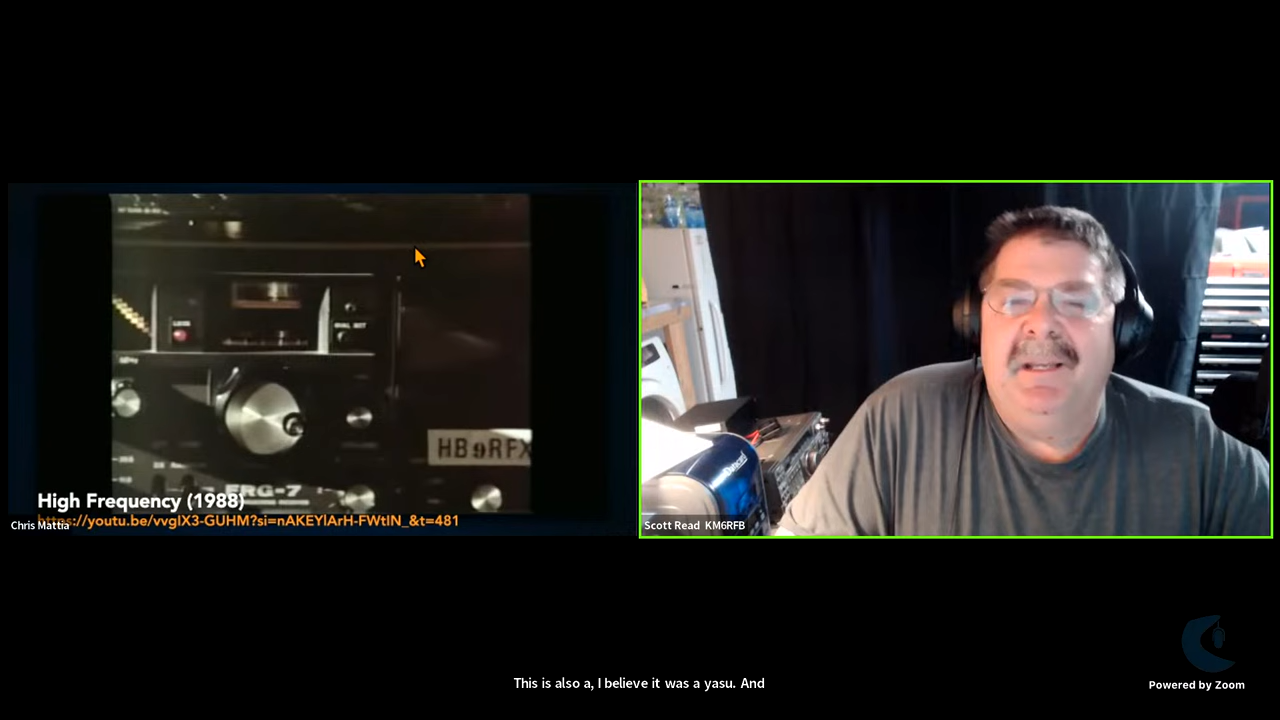 LOCK
HB9RFX
FRG-7
High Frequency (1988)
https://youtu.be/vvglX3-GUHM?si=nAKEYlArH-FWtlN_&t=481
Chris Mattia
Scott Read KM6RFB
This is also a, I believe it was a yasu. And
Powered by Zoom